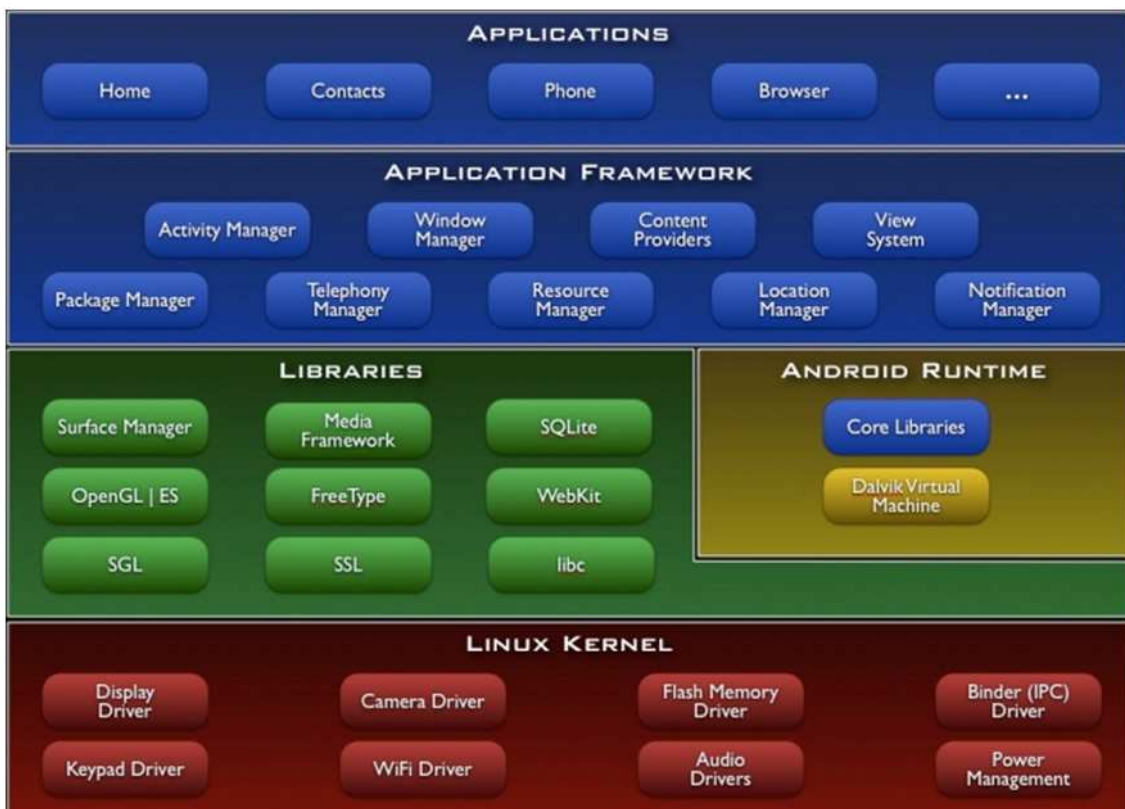 APPLICATIONS
Home
Contacts
Phone
Browser
...
APPLICATION FRAMEWORK
Activity Manager
Window
Manager
Content
Providers
View
System
Package Manager
Telephony
Manager
Resource
Manager
Location
Manager
Notification
Manager
LIBRARIES
Surface Manager
Media
Framework
SQLite
OpenGL | ES
FreeType
WebKit
SGL
SSL
libc
ANDROID RUNTIME
Core Libraries
Dalvik Virtual
Machine
LINUX KERNEL
Display
Driver
Camera Driver
Flash Memory
Driver
Binder (IPC)
Driver
Keypad Driver
WiFi Driver
Audio
Drivers
Power
Management